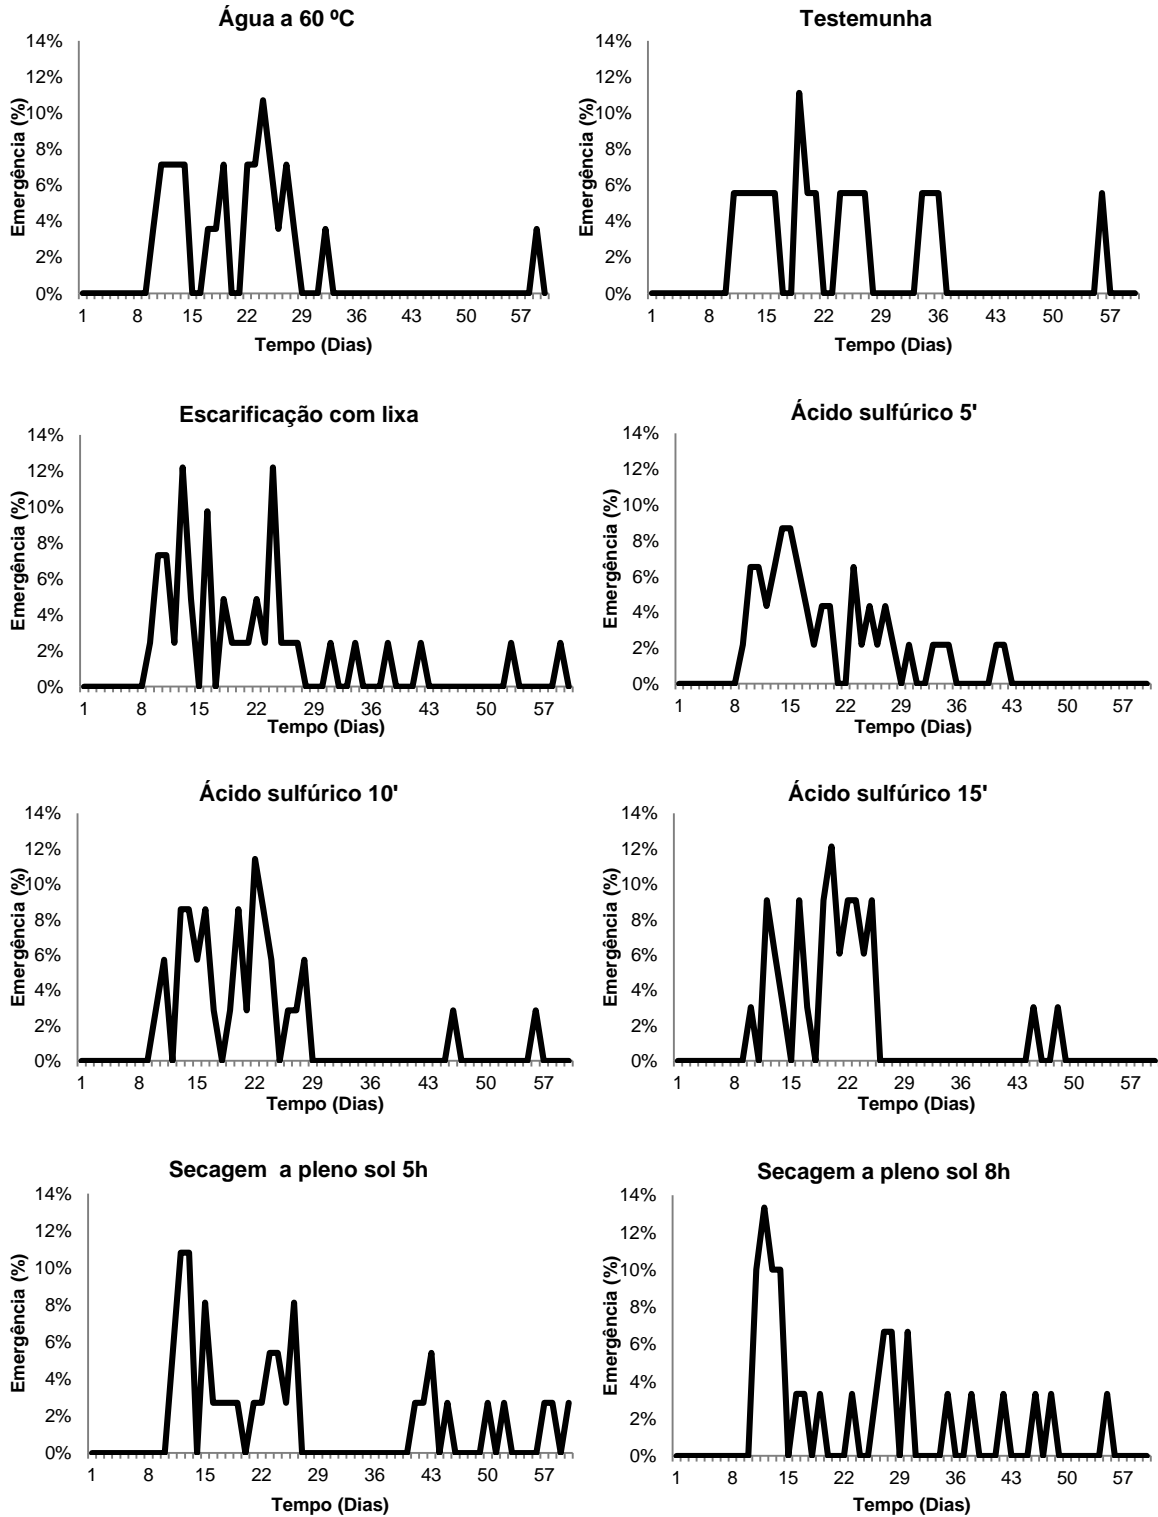 Água a 60 ºC
Emergência (%)
14%
12%
10%
8%
6%
4%
2%
0%
1 8 15 22 29 36 43 50 57
Tempo (Dias)
Testemunha
Emergência (%)
14%
12%
10%
8%
6%
4%
2%
0%
1 8 15 22 29 36 43 50 57
Tempo (Dias)
Escarificação com lixa
Emergência (%)
14%
12%
10%
8%
6%
4%
2%
0%
1 8 15 22 29 36 43 50 57
Tempo (Dias)
Ácido sulfúrico 5'
Emergência (%)
14%
12%
10%
8%
6%
4%
2%
0%
1 8 15 22 29 36 43 50 57
Tempo (Dias)
Ácido sulfúrico 10'
Emergência (%)
14%
12%
10%
8%
6%
4%
2%
0%
1 8 15 22 29 36 43 50 57
Tempo (Dias)
Ácido sulfúrico 15'
Emergência (%)
14%
12%
10%
8%
6%
4%
2%
0%
1 8 15 22 29 36 43 50 57
Tempo (Dias)
Secagem a pleno sol 5h
Emergência (%)
14%
12%
10%
8%
6%
4%
2%
0%
1 8 15 22 29 36 43 50 57
Tempo (Dias)
Secagem a pleno sol 8h
Emergência (%)
14%
12%
10%
8%
6%
4%
2%
0%
1 8 15 22 29 36 43 50 57
Tempo (Dias)